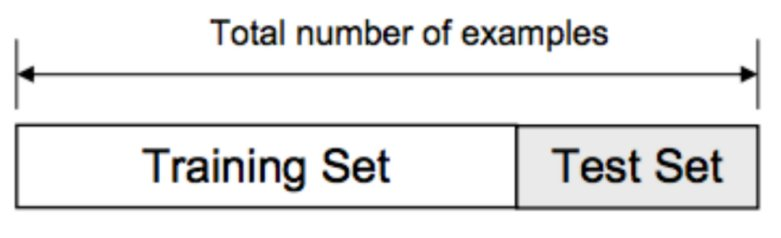 Total number of examples
Training Set
Test Set